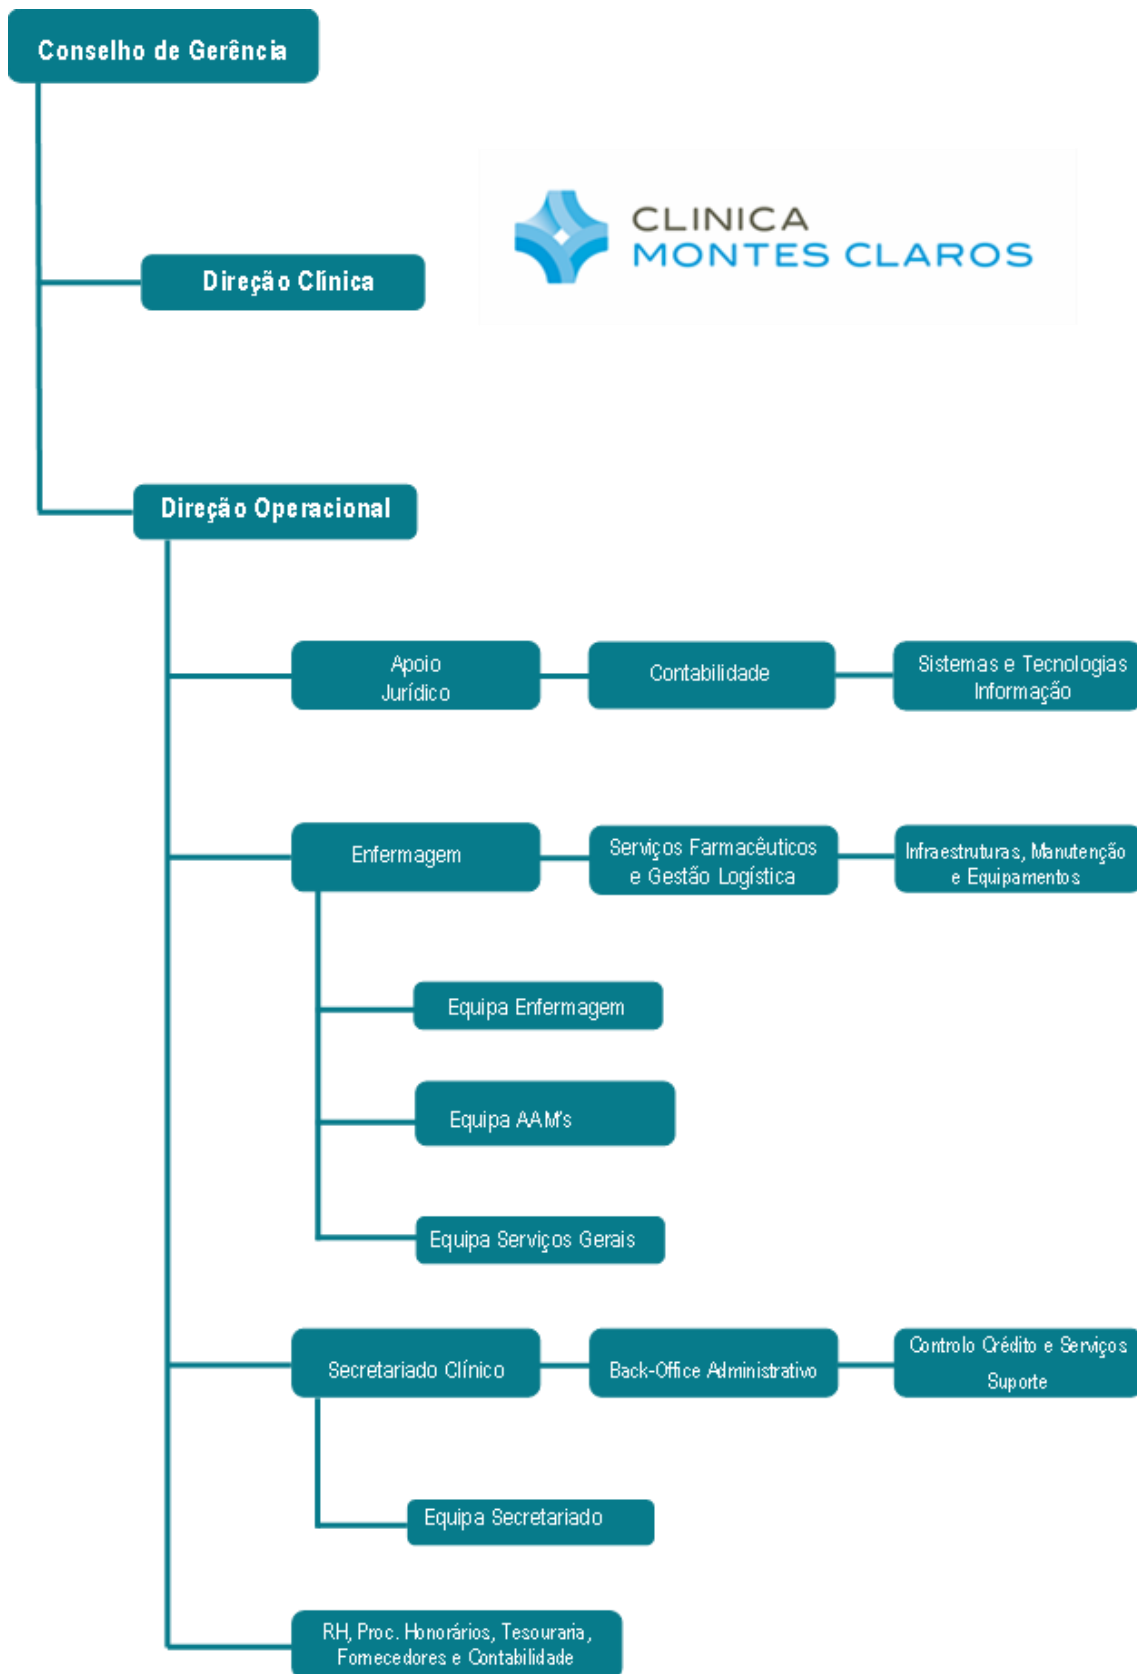 Conselho de Gerência
CLINICA
MONTES CLAROS
Direção Clínica
Direção Operacional
Apoio
Jurídico
Contabilidade
Sistemas e Tecnologias
Informação
Enfermagem
Serviços Farmacêuticos
e Gestão Logística
Infraestruturas, Manutenção
e Equipamentos
Equipa Enfermagem
Equipa AAM's
Equipa Serviços Gerais
Secretariado Clínico
Back-Office Administrativo
Controlo Crédito e Serviços
Suporte
Equipa Secretariado
RH, Proc. Honorários, Tesouraria,
Fornecedores e Contabilidade